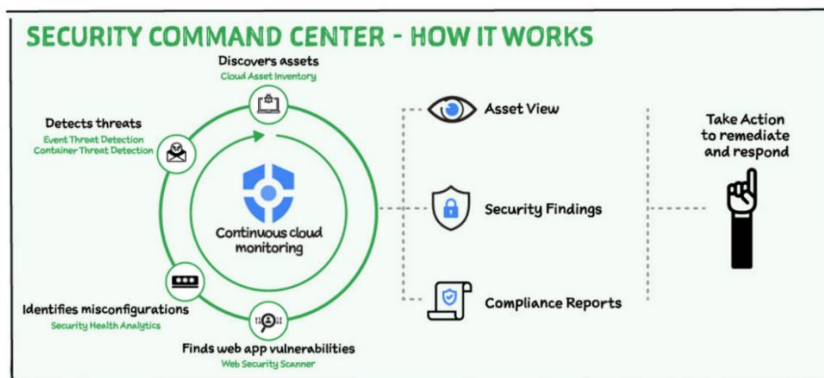 SECURITY COMMAND CENTER - HOW IT WORKS
Discovers assets
Cloud Asset Inventory
Detects threats
Event Threat Detection
Container Threat Detection
Continuous cloud
monitoring
Identifies misconfigurations
Security Health Analytics
Finds web app vulnerabilities
Web Security Scanner
Asset View
Security Findings
Compliance Reports
Take Action
to remediate
and respond